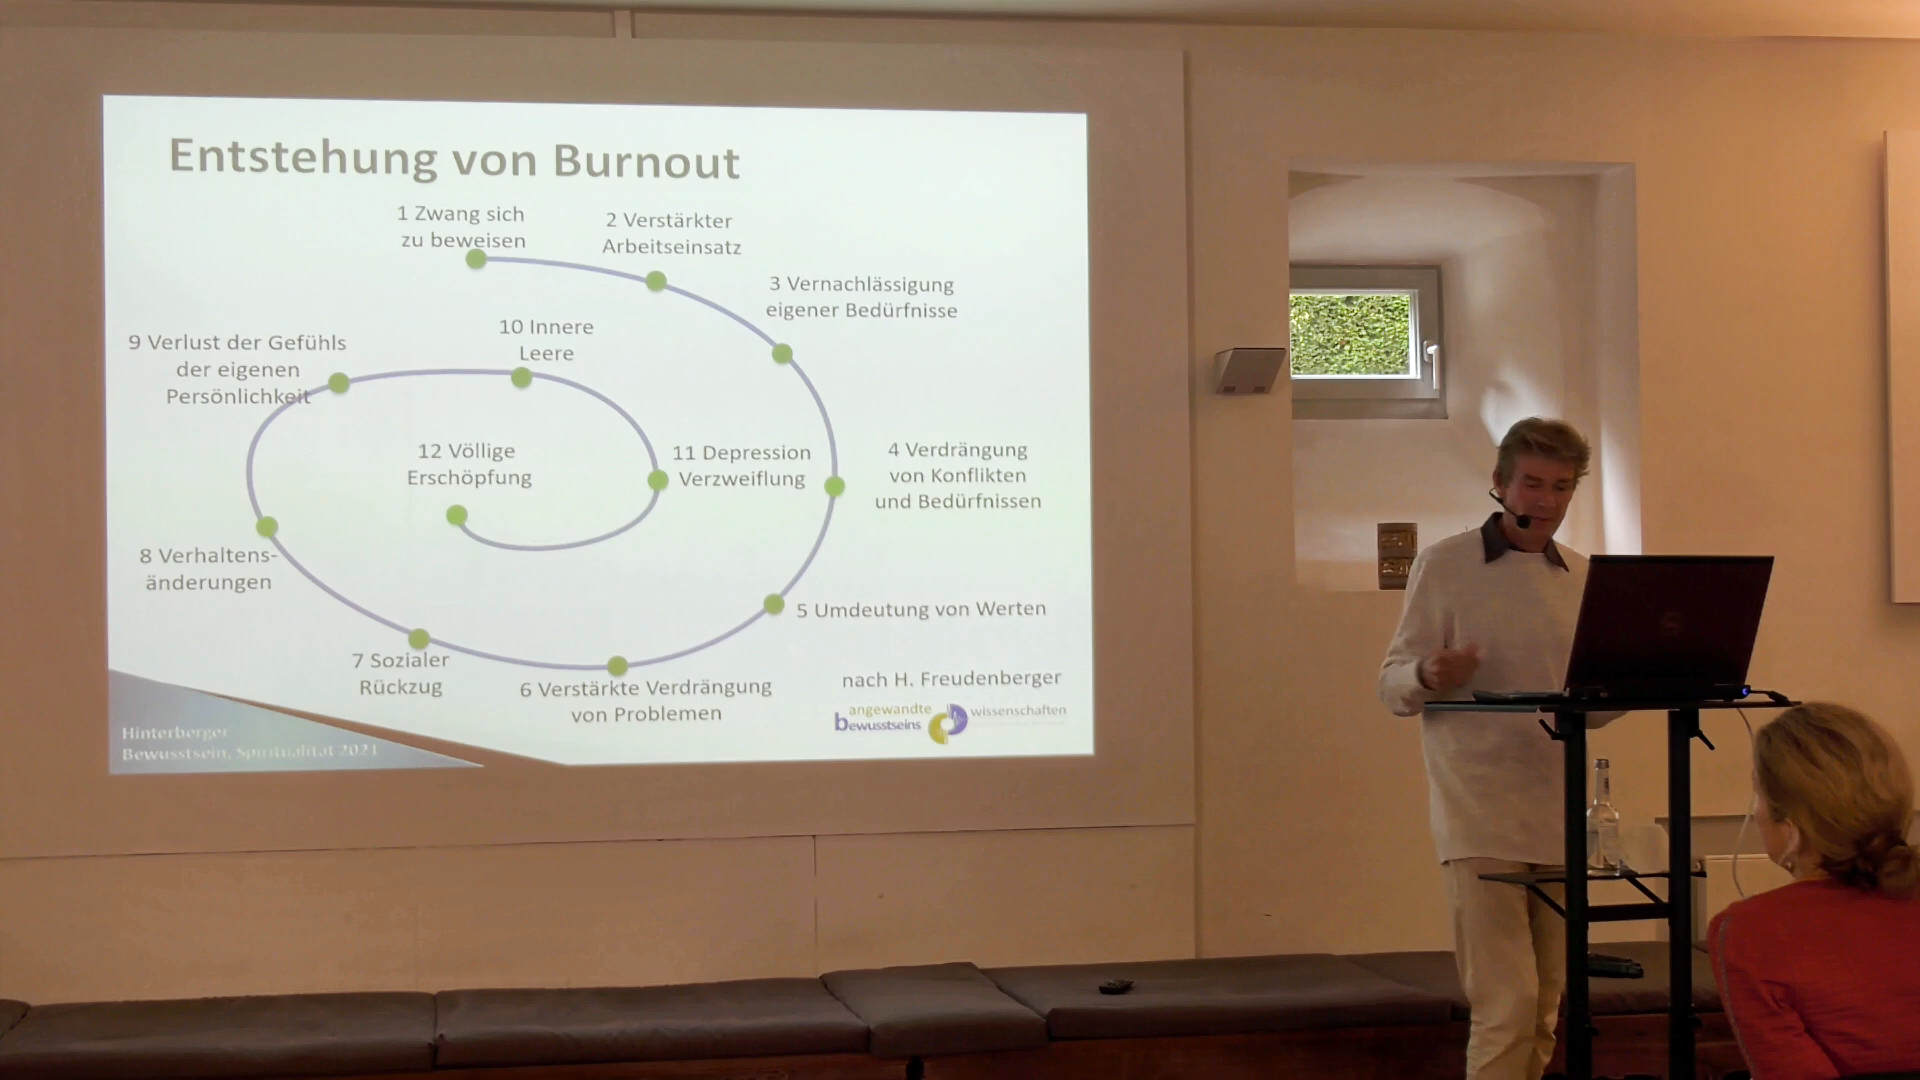 Entstehung von Burnout
1 Zwang sich
zu beweisen
2 Verstärkter
Arbeitseinsatz
3 Vernachlässigung
eigener Bedürfnisse
4 Verdrängung
von Konflikten
und Bedürfnissen
5 Umdeutung von Werten
6 Verstärkte Verdrängung
von Problemen
7 Sozialer
Rückzug
8 Verhaltens-
änderungen
9 Verlust der Gefühls
der eigenen
Persönlichkeit
10 Innere
Leere
11 Depression
Verzweiflung
12 Völlige
Erschöpfung
nach H. Freudenberger
angewandte
bewusstseins
wissenschaften
Hinterberger
Bewusstsein, Spiritualität 2021